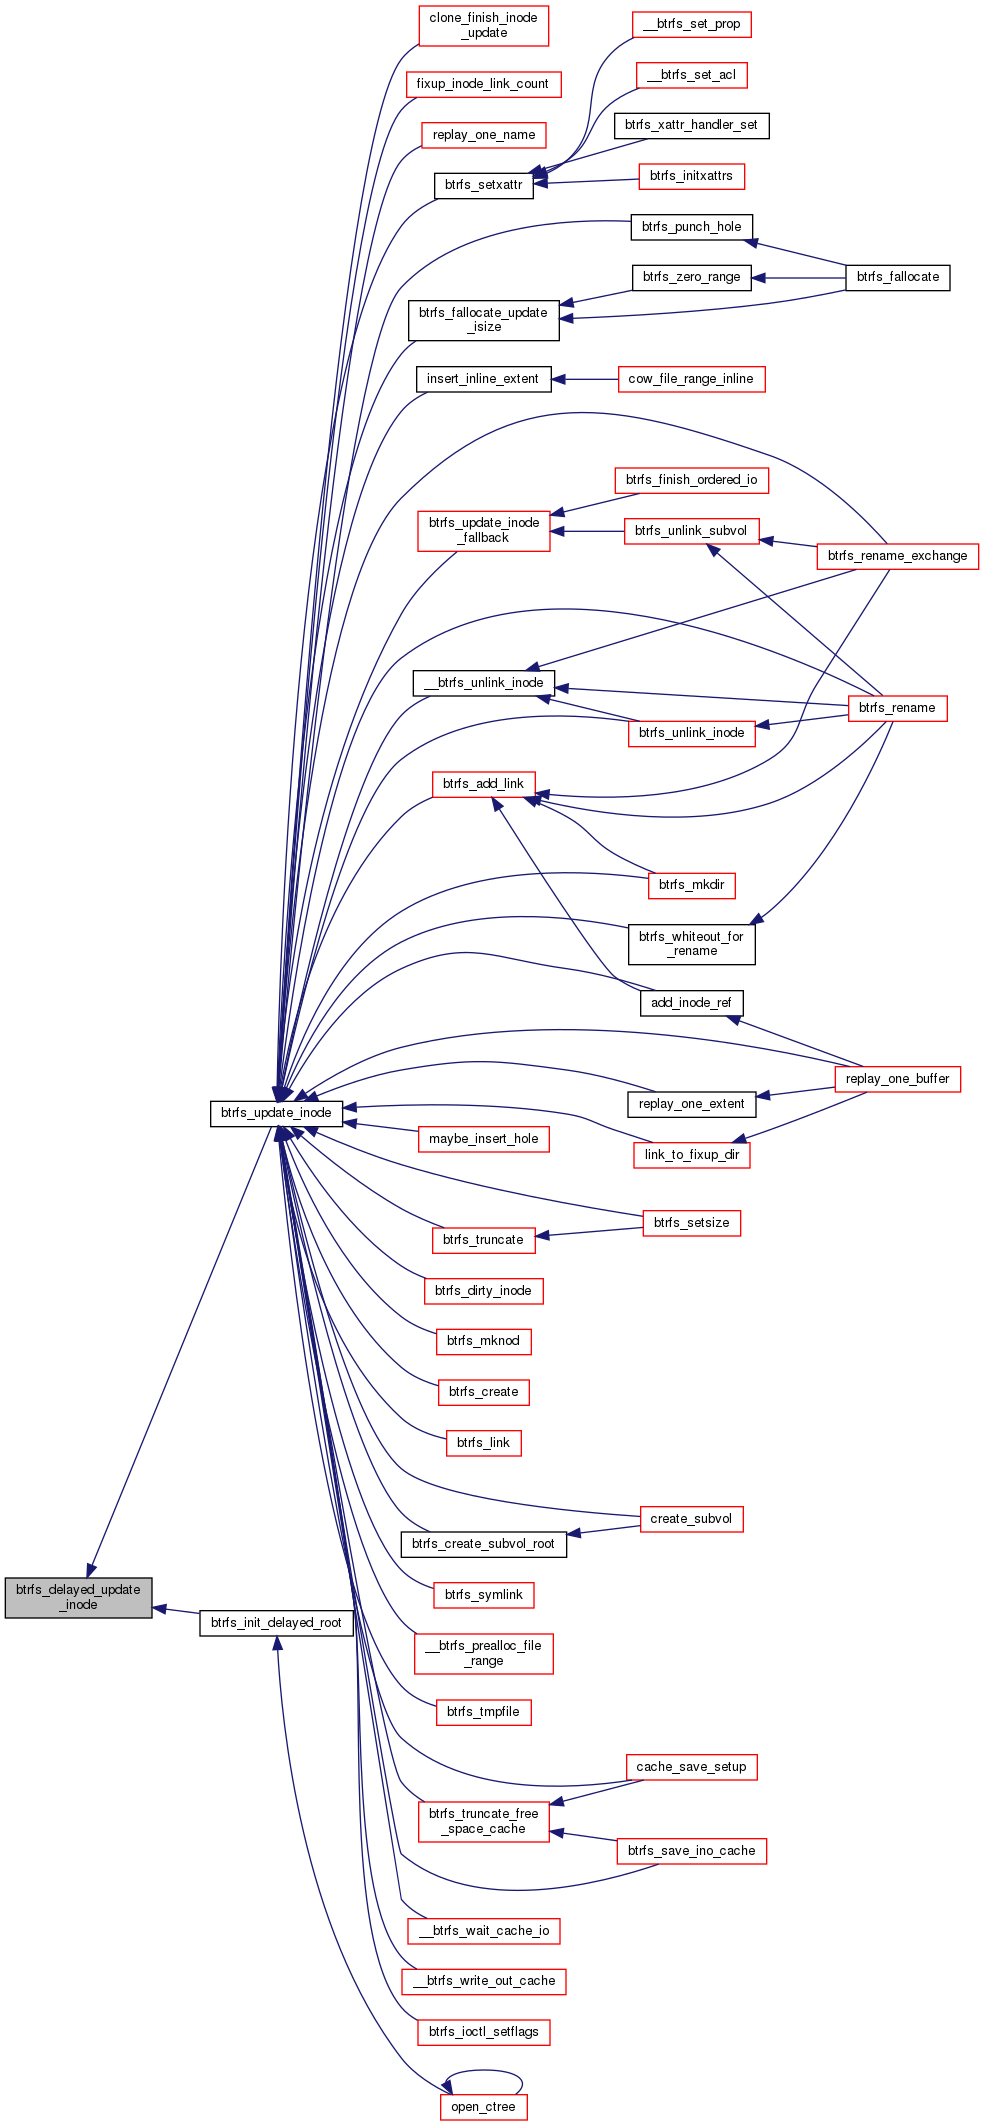 clone_finish_inode
_update
__btrfs_set_prop
fixup_inode_link_count
__btrfs_set_acl
replay_one_name
btrfs_xattr_handler_set
btrfs_setxattr
btrfs_initxattrs
btrfs_punch_hole
btrfs_zero_range
btrfs_fallocate
btrfs_fallocate_update
_isize
insert_inline_extent
cow_file_range_inline
btrfs_finish_ordered_io
btrfs_update_inode
_fallback
btrfs_unlink_subvol
btrfs_rename_exchange
__btrfs_unlink_inode
btrfs_rename
btrfs_unlink_inode
btrfs_add_link
btrfs_mkdir
btrfs_whiteout_for
_rename
add_inode_ref
replay_one_buffer
replay_one_extent
btrfs_update_inode
maybe_insert_hole
link_to_fixup_dir
btrfs_setsize
btrfs_truncate
btrfs_dirty_inode
btrfs_mknod
btrfs_create
btrfs_link
create_subvol
btrfs_create_subvol_root
btrfs_delayed_update
_inode
btrfs_symlink
btrfs_init_delayed_root
__btrfs_prealloc_file
_range
btrfs_tmpfile
cache_save_setup
btrfs_truncate_free
_space_cache
btrfs_save_ino_cache
__btrfs_wait_cache_io
__btrfs_write_out_cache
btrfs_ioctl_setflags
open_ctree